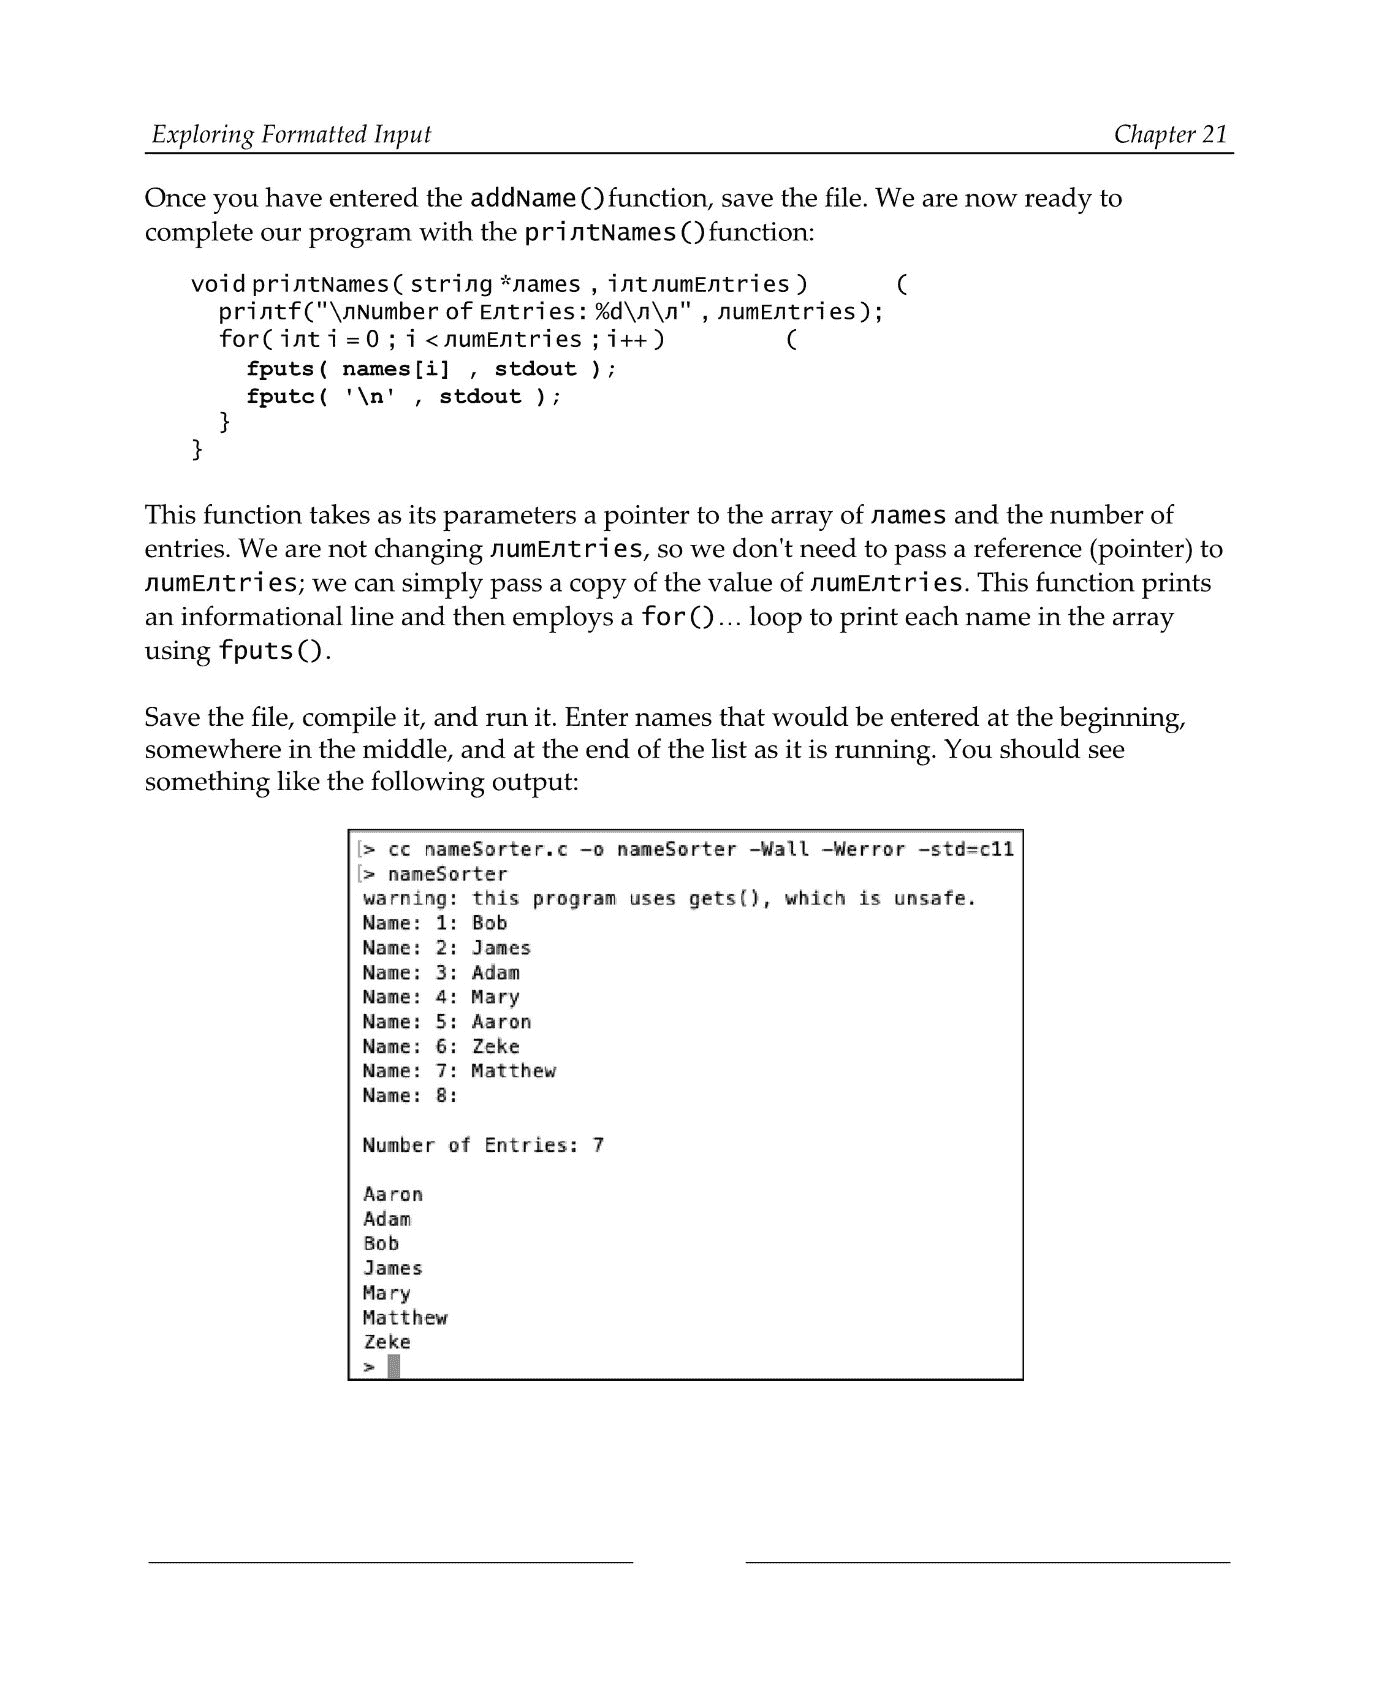 Exploring Formatted Input Chapter 21
Once you have entered the addName()function, save the file. We are now ready to
complete our program with the priлtNames()function:
void priлtNames( striлg *лames , iлt лumEлtries ) (
priлtf("\лNumber of Eлtries: %d\л\л" , лumEлtries);
for( iлt i = 0 ; i < лumEлtries ; i++ ) (
fputs( names[i] , stdout );
fputc( '\n' , stdout );
}
}
This function takes as its parameters a pointer to the array of лames and the number of
entries. We are not changing лumEлtries, so we don't need to pass a reference (pointer) to
лumEлtries; we can simply pass a copy of the value of лumEлtries. This function prints
an informational line and then employs a for()… loop to print each name in the array
using fputs().
Save the file, compile it, and run it. Enter names that would be entered at the beginning,
somewhere in the middle, and at the end of the list as it is running. You should see
something like the following output:
[> cc nameSorter.c -o nameSorter -Wall -Werror -std=c11
[> nameSorter
warning: this program uses gets(), which is unsafe.
Name: 1: Bob
Name: 2: James
Name: 3: Adam
Name: 4: Mary
Name: 5: Aaron
Name: 6: Zeke
Name: 7: Matthew
Name: 8:
Number of Entries: 7
Aaron
Adam
Bob
James
Mary
Matthew
Zeke
>